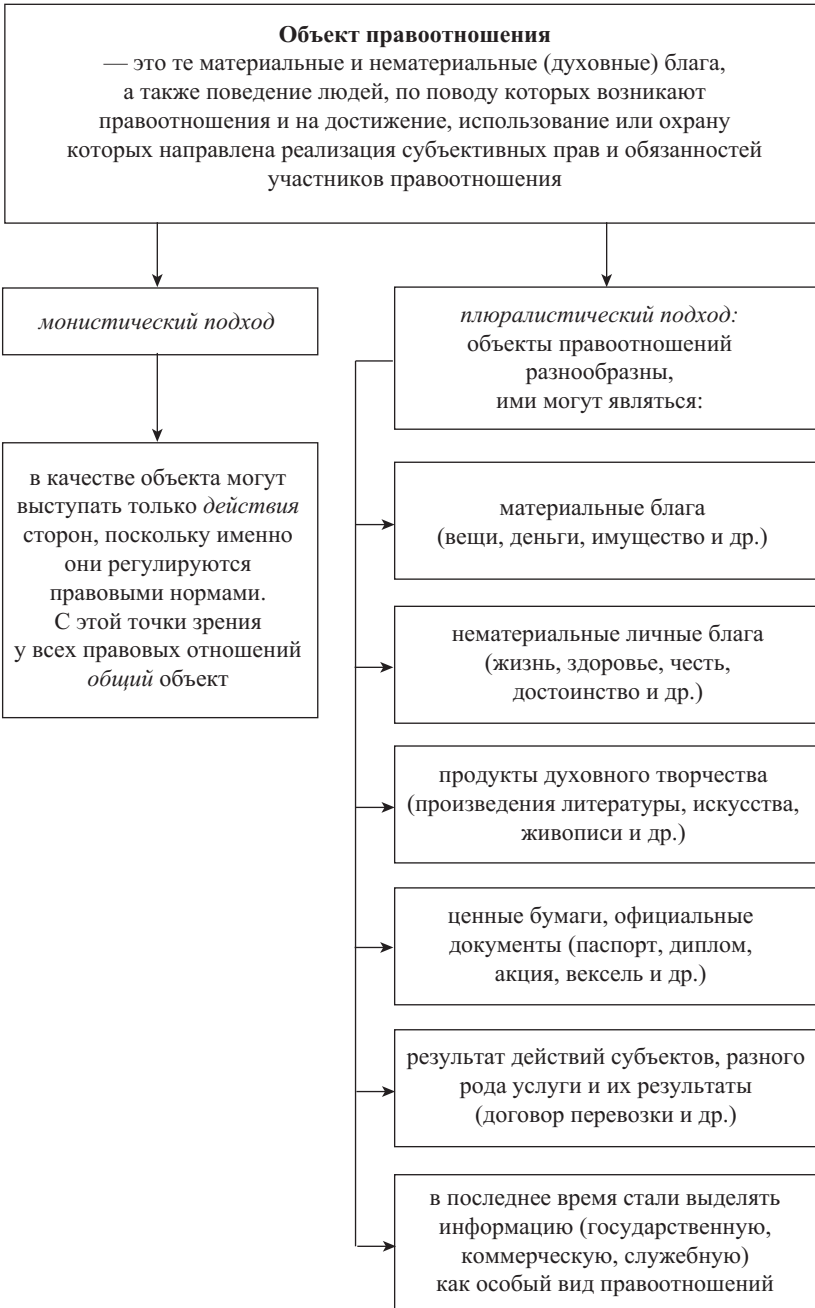 Объект правоотношения
— это те материальные и нематериальные (духовные) блага,
а также поведение людей, по поводу которых возникают
правоотношения и на достижение, использование или охрану
которых направлена реализация субъективных прав и обязанностей
участников правоотношения
монистический подход
в качестве объекта могут
выступать только действия
сторон, поскольку именно
они регулируются
правовыми нормами.
С этой точки зрения
у всех правовых отношений
общий объект
плюралистический подход:
объекты правоотношений
разнообразны,
ими могут являться:
материальные блага
(вещи, деньги, имущество и др.)
нематериальные личные блага
(жизнь, здоровье, честь,
достоинство и др.)
продукты духовного творчества
(произведения литературы, искусства,
живописи и др.)
ценные бумаги, официальные
документы (паспорт, диплом,
акция, вексель и др.)
результат действий субъектов, разного
рода услуги и их результаты
(договор перевозки и др.)
в последнее время стали выделять
информацию (государственную,
коммерческую, служебную)
как особый вид правоотношений